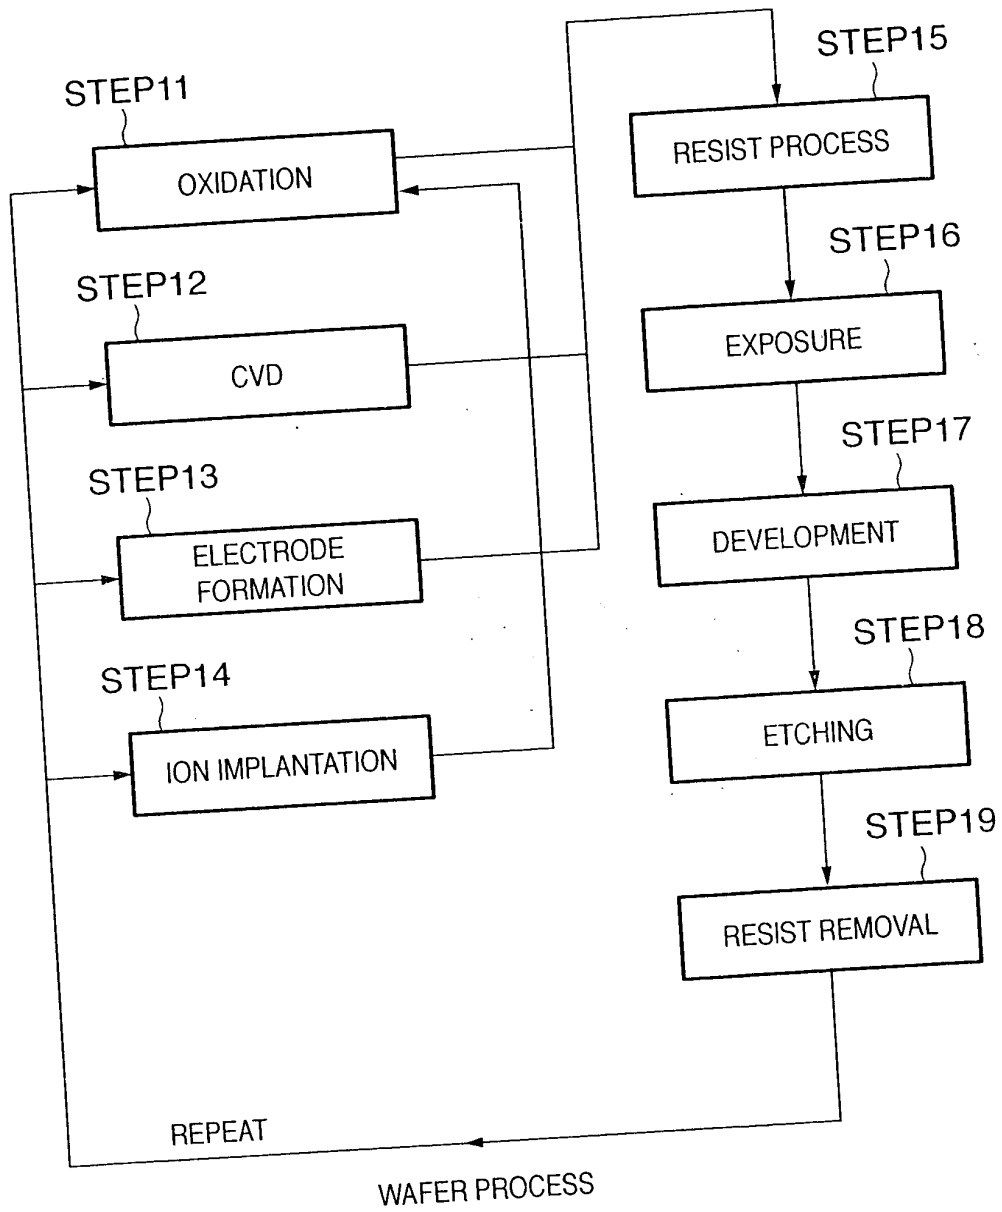 STEP11
OXIDATION
STEP12
CVD
STEP13
ELECTRODE
FORMATION
STEP14
ION IMPLANTATION
STEP15
RESIST PROCESS
STEP16
EXPOSURE
STEP17
DEVELOPMENT
STEP18
ETCHING
STEP19
RESIST REMOVAL
REPEAT
WAFER PROCESS